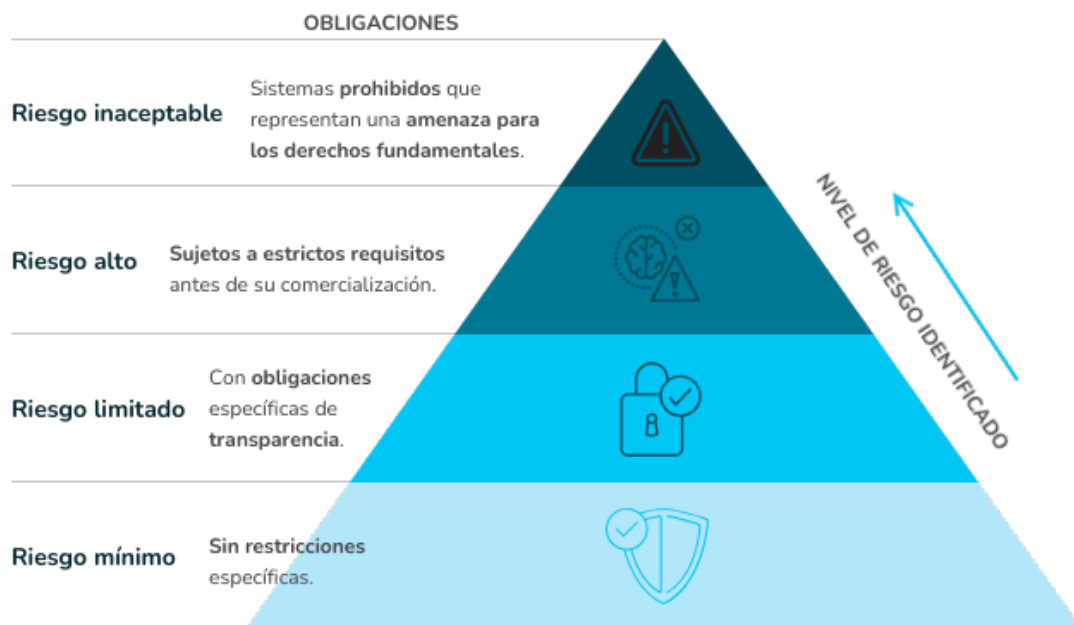 OBLIGACIONES
Riesgo inaceptable
Sistemas prohibidos que
representan una amenaza para
los derechos fundamentales.
Riesgo alto
Sujetos a estrictos requisitos
antes de su comercialización.
Riesgo limitado
Con obligaciones
específicas de
transparencia.
Riesgo mínimo
Sin restricciones
específicas.
NIVEL DE RIESGO IDENTIFICADO